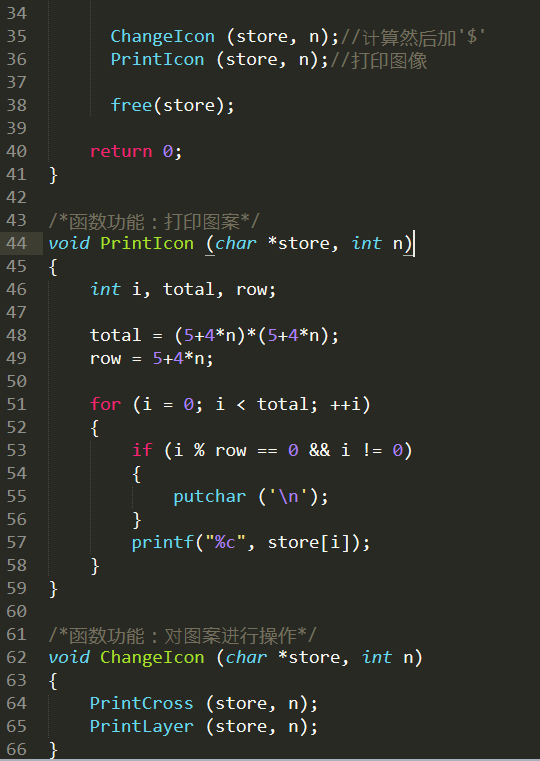 34
35 ChangeIcon (store, n);//计算然后加'$'
36 PrintIcon (store, n);//打印图像
37
38 free(store);
39
40 return 0;
41 }
42
43 /*函数功能：打印图案*/
44 void PrintIcon (char *store, int n)
45 {
46 int i, total, row;
47
48 total = (5+4*n)*(5+4*n);
49 row = 5+4*n;
50
51 for (i = 0; i < total; ++i)
52 {
53 if (i % row == 0 && i != 0)
54 {
55 putchar ('\n');
56 }
57 printf("%c", store[i]);
58 }
59 }
60
61 /*函数功能：对图案进行操作*/
62 void ChangeIcon (char *store, int n)
63 {
64 PrintCross (store, n);
65 PrintLayer (store, n);
66 }